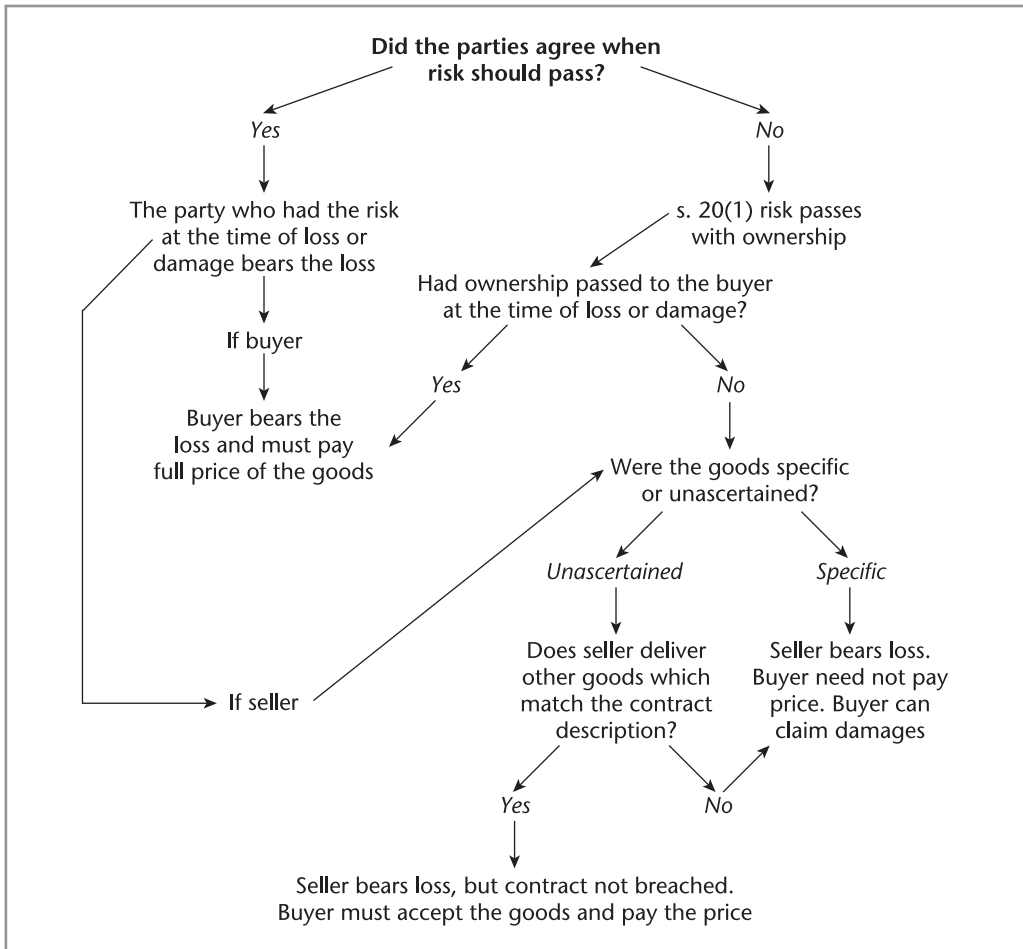 Did the parties agree when
risk should pass?
Yes
No
The party who had the risk
at the time of loss or
damage bears the loss
s. 20(1) risk passes
with ownership
Had ownership passed to the buyer
at the time of loss or damage?
If buyer
Yes
No
Buyer bears the
loss and must pay
full price of the goods
Were the goods specific
or unascertained?
Unascertained
Specific
Does seller deliver
other goods which
match the contract
description?
Seller bears loss.
Buyer need not pay
price. Buyer can
claim damages
If seller
Yes
No
Seller bears loss, but contract not breached.
Buyer must accept the goods and pay the price